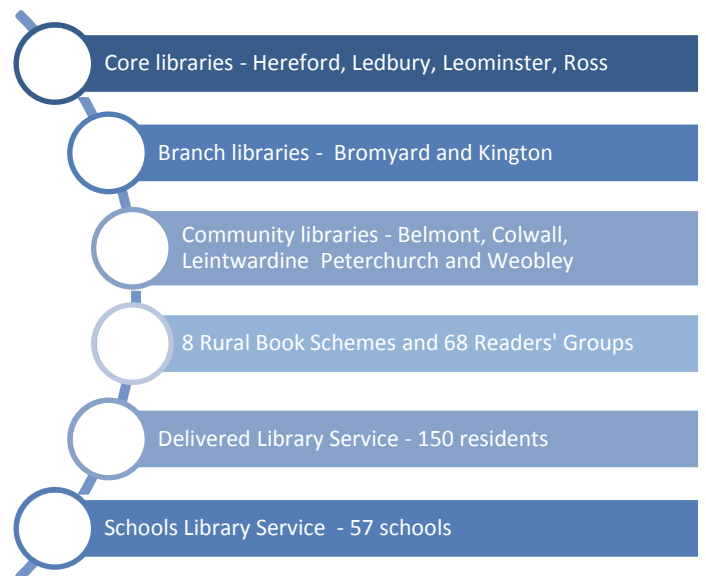 Core libraries - Hereford, Ledbury, Leominster, Ross
Branch libraries -  Bromyard and Kington
Community libraries - Belmont, Colwall,
Leintwardine  Peterchurch and Weobley
8 Rural Book Schemes and 68 Readers' Groups
Delivered Library Service - 150 residents
Schools Library Service  - 57 schools